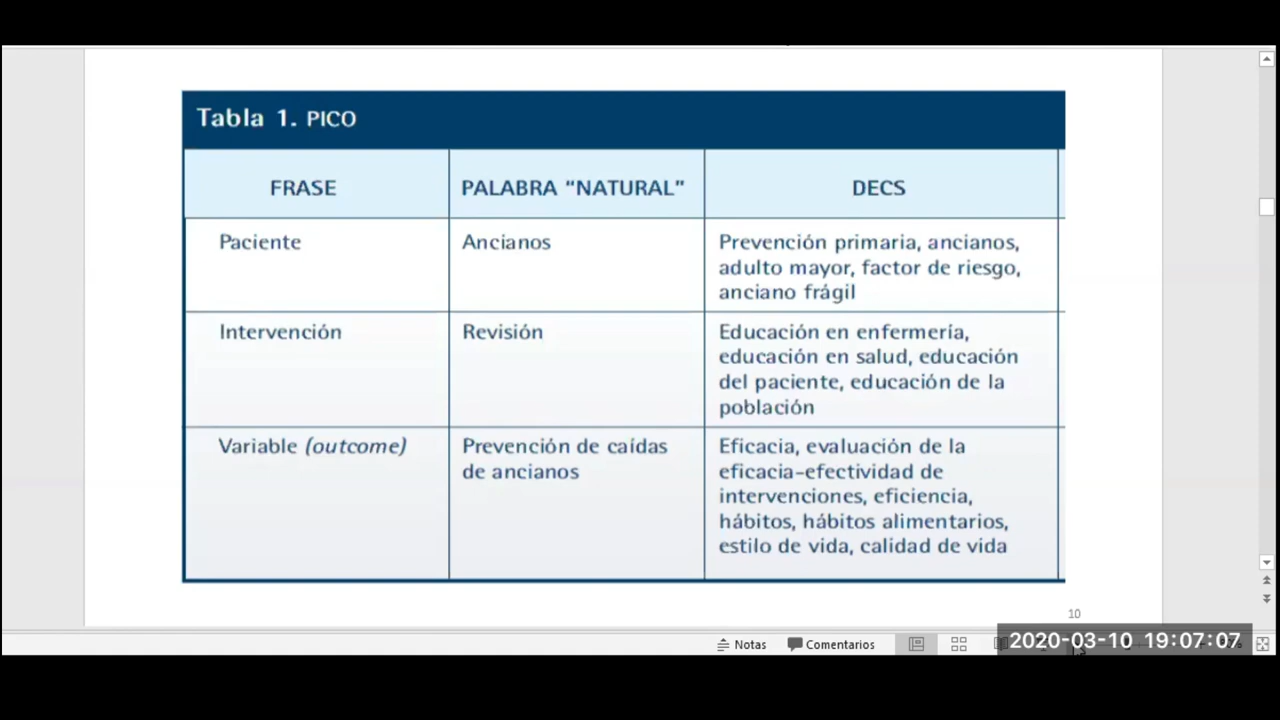 Tabla 1. PICO
FRASE
PALABRA "NATURAL"
DECS
Paciente
Ancianos
Prevención primaria, ancianos,
adulto mayor, factor de riesgo,
anciano frágil
Intervención
Revisión
Educación en enfermería,
educación en salud, educación
del paciente, educación de la
población
Variable (outcome)
Prevención de caídas
de ancianos
Eficacia, evaluación de la
eficacia-efectividad de
intervenciones, eficiencia,
hábitos, hábitos alimentarios,
estilo de vida, calidad de vida
10
Notas
Comentarios
2020-03-10 19:07:07